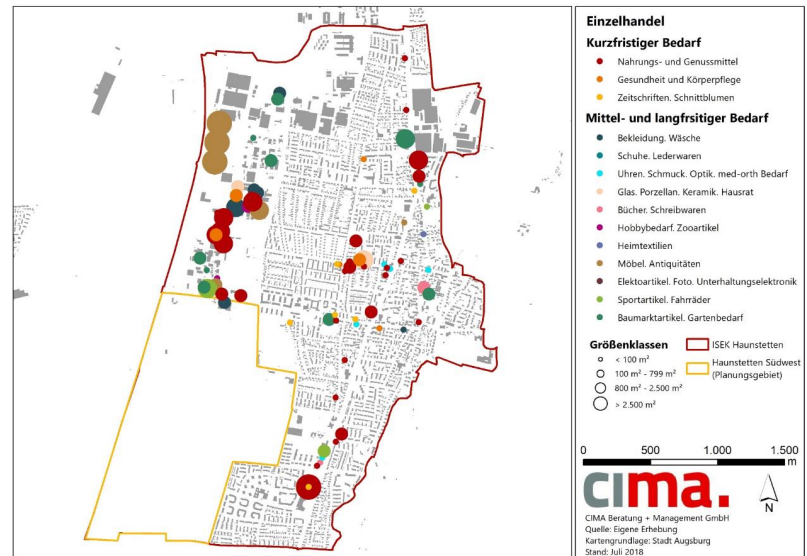 Einzelhandel
Kurzfristiger Bedarf
Nahrungs- und Genussmittel
Gesundheit und Körperpflege
Zeitschriften. Schnittblumen
Mittel- und langfrsitiger Bedarf
Bekleidung. Wäsche
Schuhe. Lederwaren
Uhren. Schmuck. Optik. med-orth Bedarf
Glas. Porzellan. Keramik. Hausrat
Bücher. Schreibwaren
Hobbybedarf. Zooartikel
Heimtextilien
Möbel. Antiquitäten
Elektoartikel. Foto. Unterhaltungselektronik
Sportartikel. Fahrräder
Baumarktartikel. Gartenbedarf
Größenklassen
< 100 m²
100 m² - 799 m²
800 m² - 2.500 m²
> 2.500 m²
ISEK Haunstetten
Haunstetten Südwest
(Planungsgebiet)
0 500 1.000 1.500
m
cima.
N
CIMA Beratung + Management GmbH
Quelle: Eigene Erhebung
Kartengrundlage: Stadt Augsburg
Stand: Juli 2018